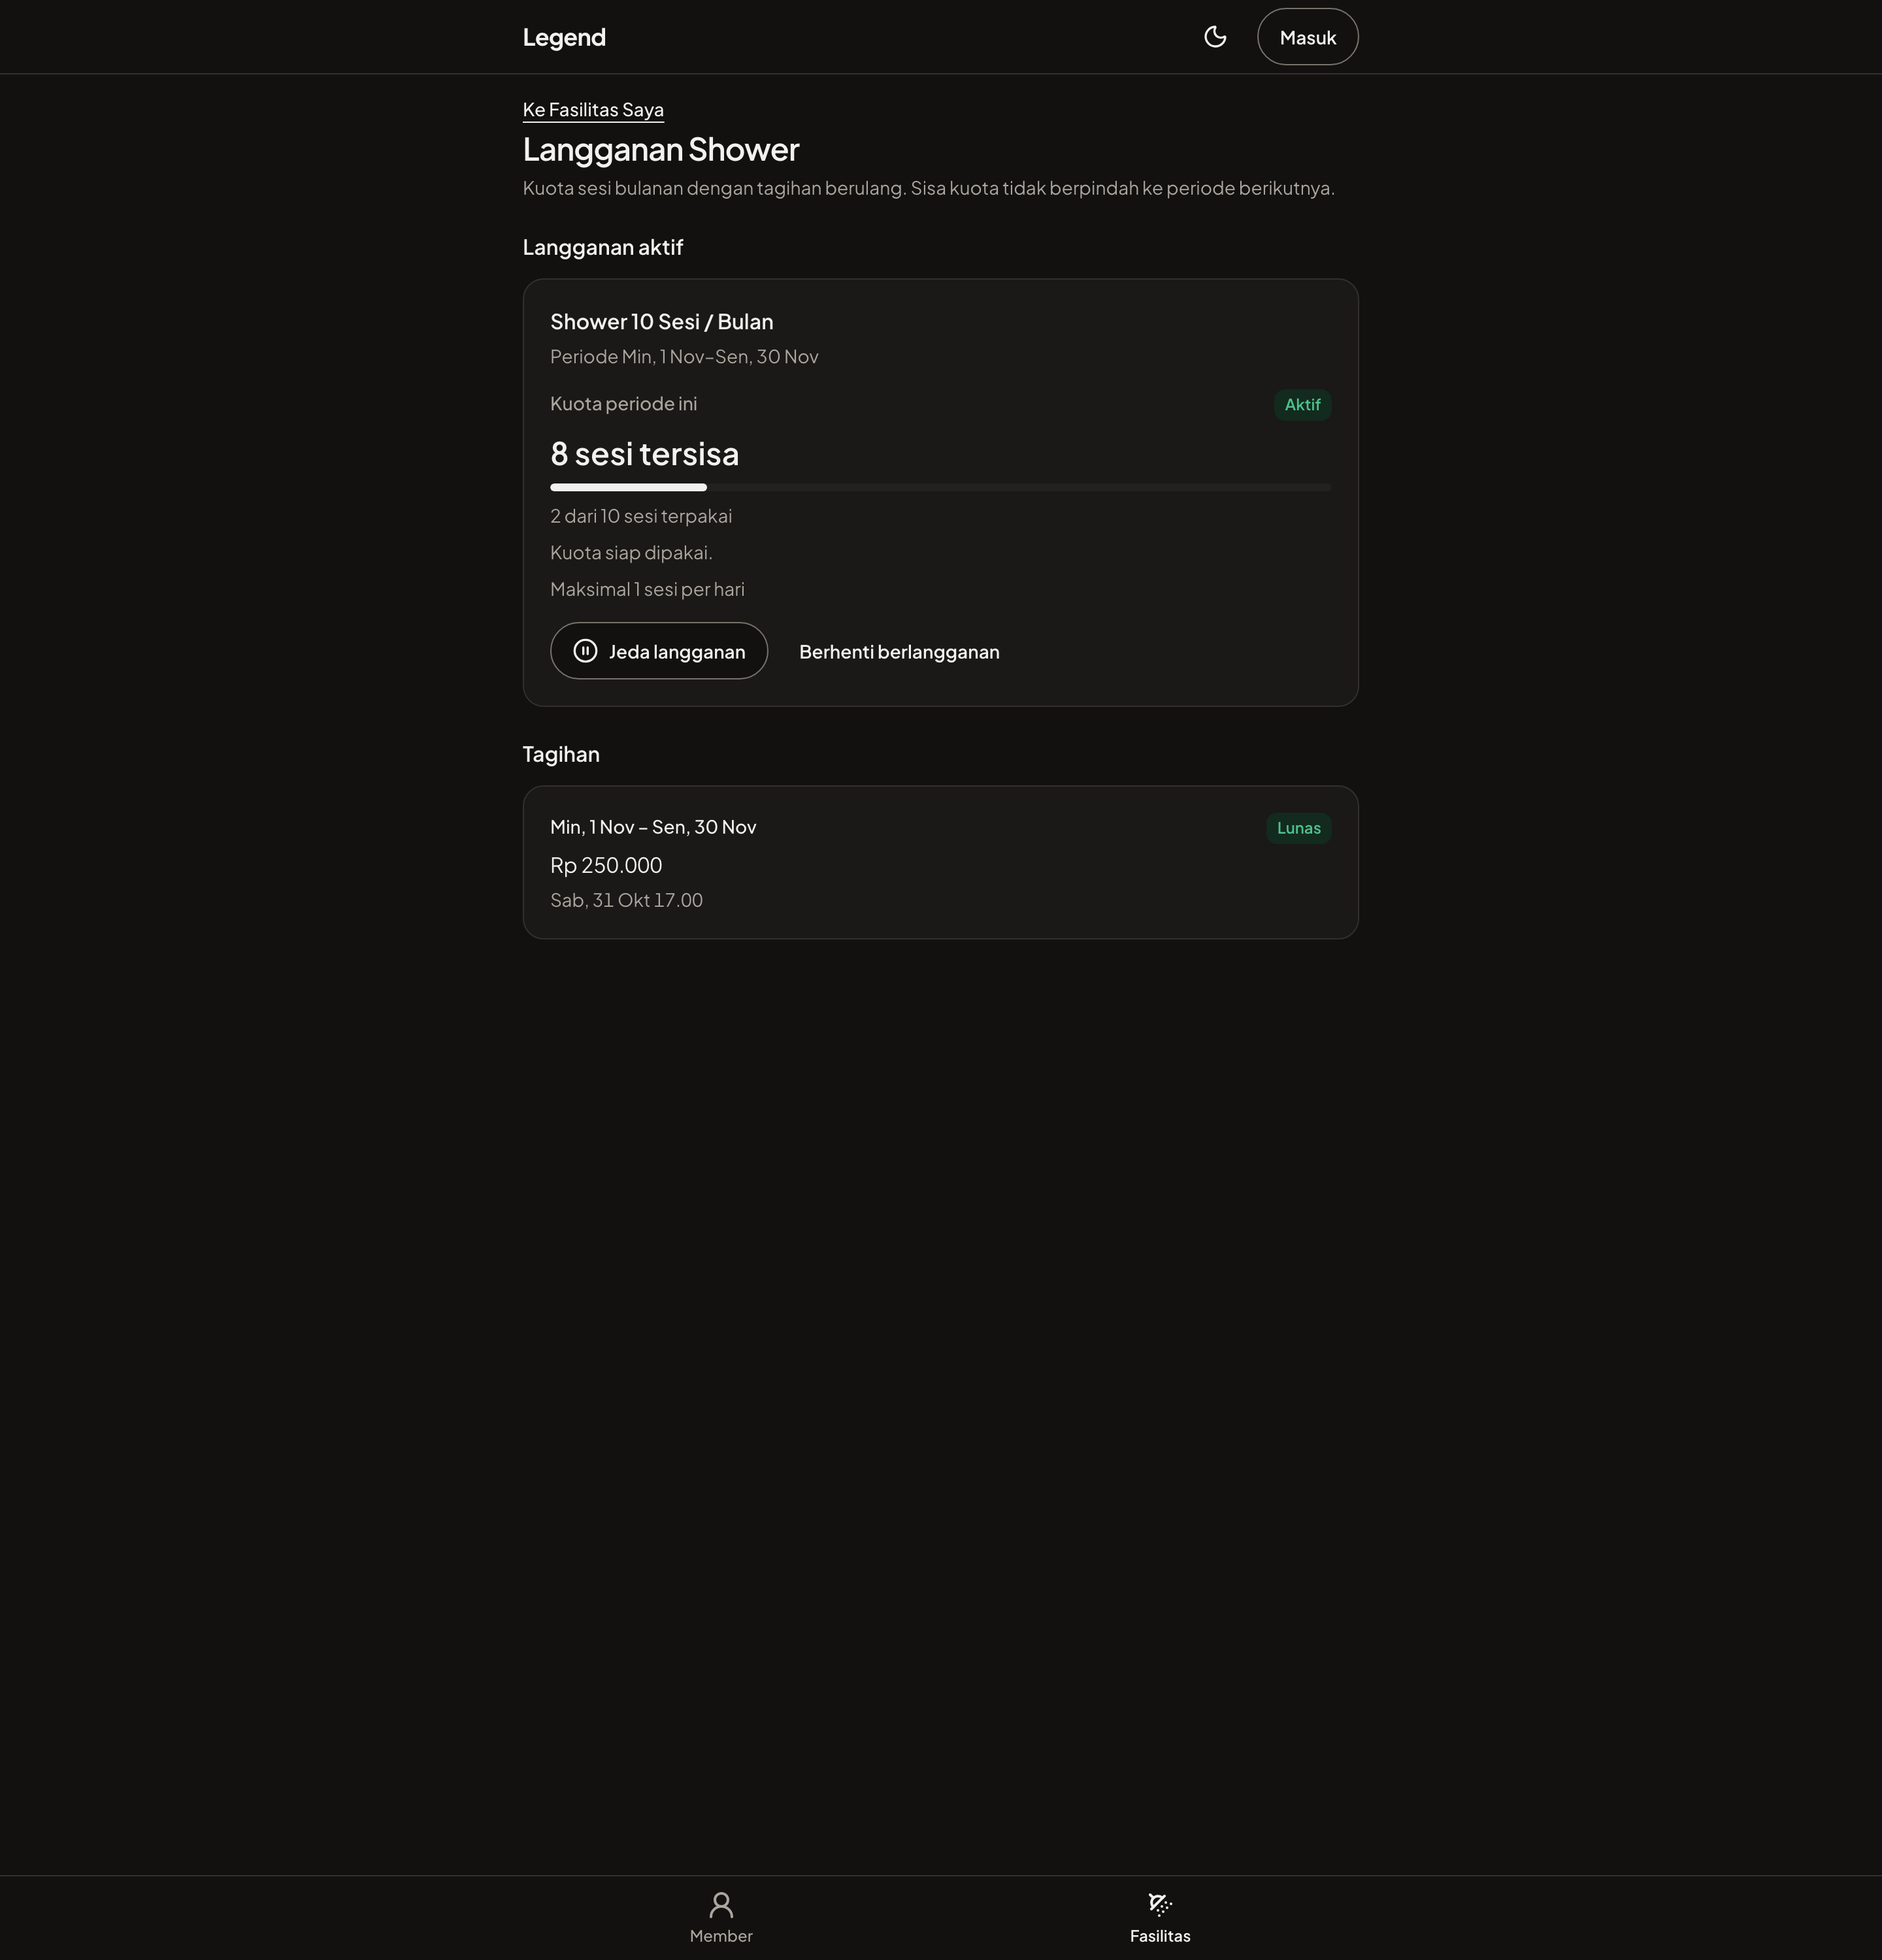 Legend
Masuk
Ke Fasilitas Saya
Langganan Shower
Kuota sesi bulanan dengan tagihan berulang. Sisa kuota tidak berpindah ke periode berikutnya.
Langganan aktif
Shower 10 Sesi / Bulan
Periode Min, 1 Nov–Sen, 30 Nov
Kuota periode ini
Aktif
8 sesi tersisa
2 dari 10 sesi terpakai
Kuota siap dipakai.
Maksimal 1 sesi per hari
Jeda langganan
Berhenti berlangganan
Tagihan
Min, 1 Nov – Sen, 30 Nov
Lunas
Rp 250.000
Sab, 31 Okt 17.00
Member
Fasilitas